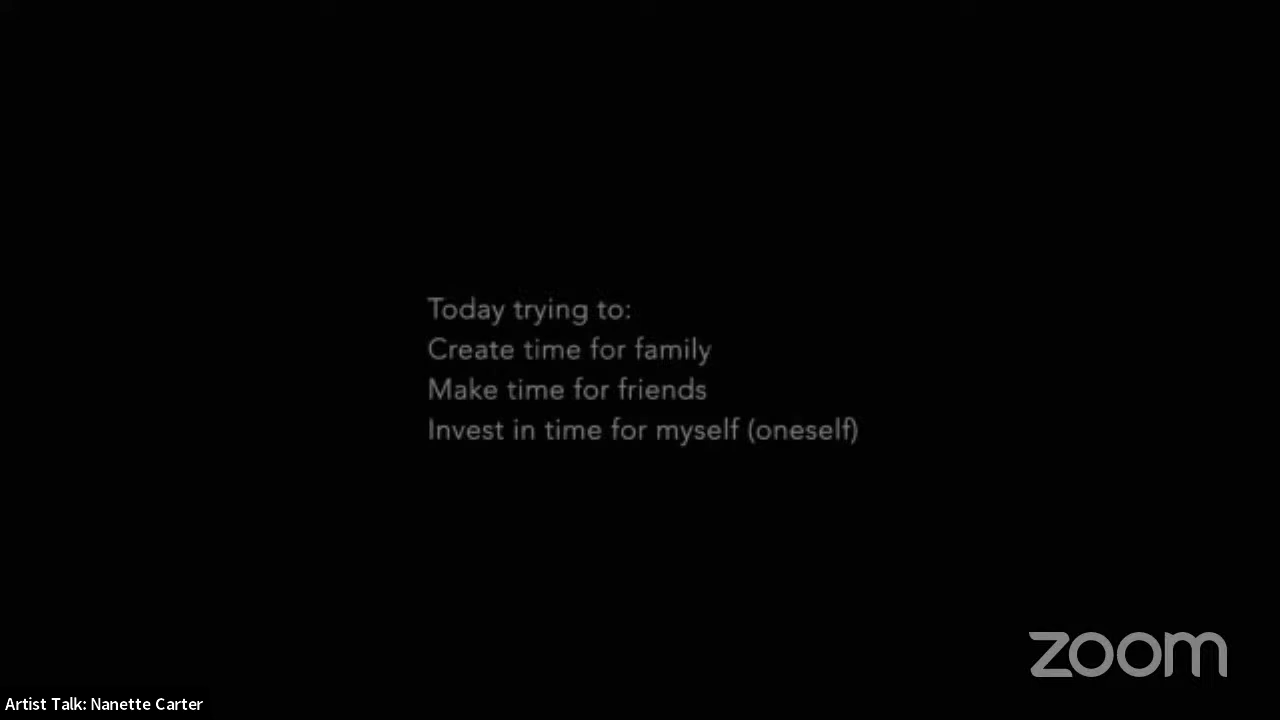 Today trying to:
Create time for family
Make time for friends
Invest in time for myself (oneself)
zoom
Artist Talk: Nanette Carter